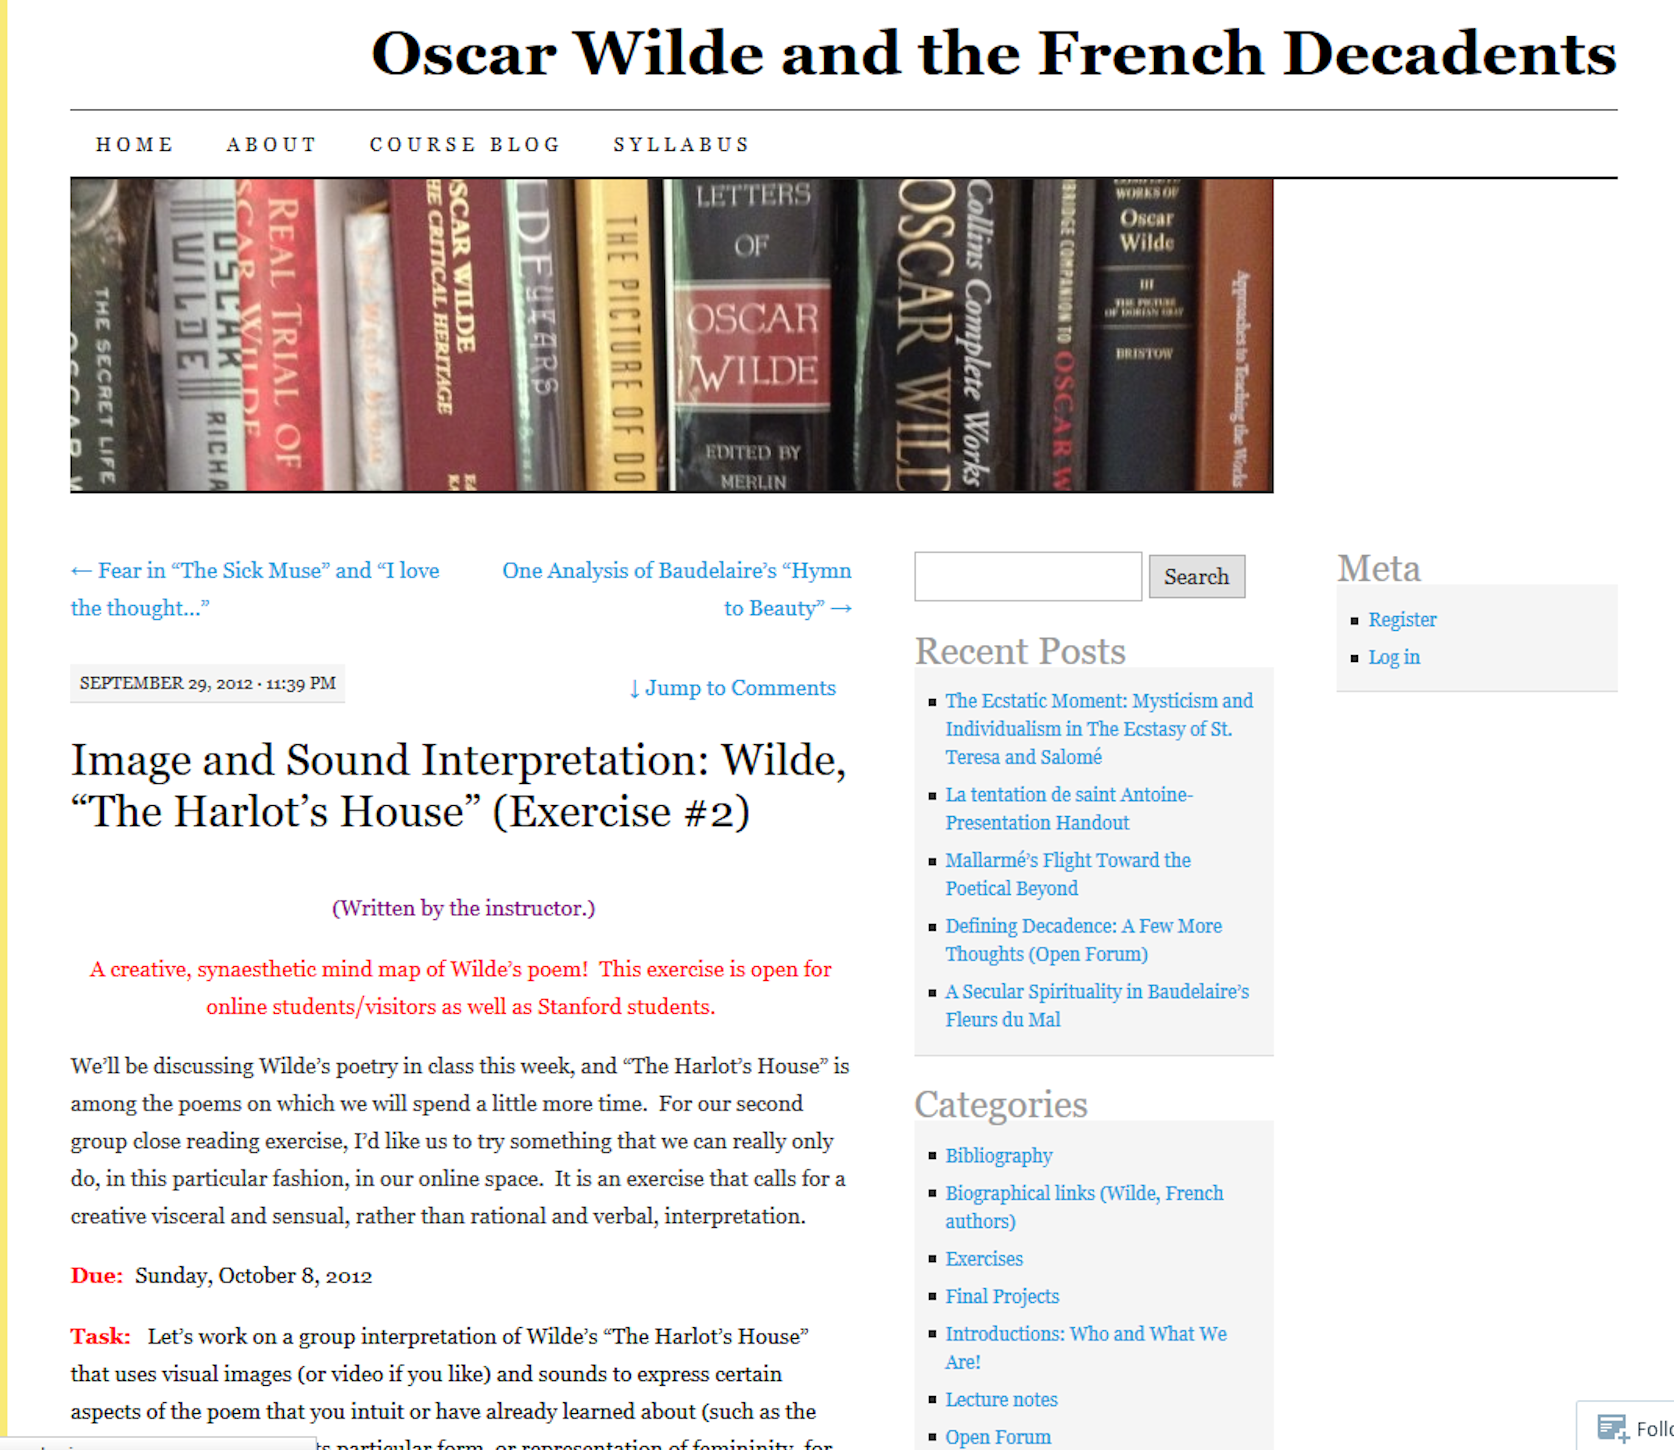 Oscar Wilde and the French Decadents
HOME ABOUT COURSE BLOG SYLLABUS
THE SECRET LIFE
OSCAR W
OSCAR WILDE
RICHA
REAL TRIAL OF
SCAR WILDE
SCAR WILDE
HE CRITICAL HERITAGE
THE PICTURE OF DO
LETTERS
OF
OSCAR
WILDE
EDITED BY
MERLIN
Collins Complete Works
OSCAR WILD
BRIDGE COMPANION TO OSCAR W
WORKS OF
Oscar
Wilde
III
THE PICTURE
OF DORIAN GRAY
BRISTOW
Approaches to Teaching the Works
← Fear in “The Sick Muse” and “I love
the thought…”
One Analysis of Baudelaire’s “Hymn
to Beauty” →
SEPTEMBER 29, 2012 · 11:39 PM
↓ Jump to Comments
Image and Sound Interpretation: Wilde,
“The Harlot’s House” (Exercise #2)
(Written by the instructor.)
A creative, synaesthetic mind map of Wilde’s poem!  This exercise is open for
online students/visitors as well as Stanford students.
We’ll be discussing Wilde’s poetry in class this week, and “The Harlot’s House” is
among the poems on which we will spend a little more time.  For our second
group close reading exercise, I’d like us to try something that we can really only
do, in this particular fashion, in our online space.  It is an exercise that calls for a
creative visceral and sensual, rather than rational and verbal, interpretation.
Due:  Sunday, October 8, 2012
Task:   Let’s work on a group interpretation of Wilde’s “The Harlot’s House”
that uses visual images (or video if you like) and sounds to express certain
aspects of the poem that you intuit or have already learned about (such as the
particular form, or representation of femininity, for
Search
Recent Posts
The Ecstatic Moment: Mysticism and
Individualism in The Ecstasy of St.
Teresa and Salomé
La tentation de saint Antoine-
Presentation Handout
Mallarmé’s Flight Toward the
Poetical Beyond
Defining Decadence: A Few More
Thoughts (Open Forum)
A Secular Spirituality in Baudelaire’s
Fleurs du Mal
Categories
Bibliography
Biographical links (Wilde, French
authors)
Exercises
Final Projects
Introductions: Who and What We
Are!
Lecture notes
Open Forum
Meta
Register
Log in
Follo